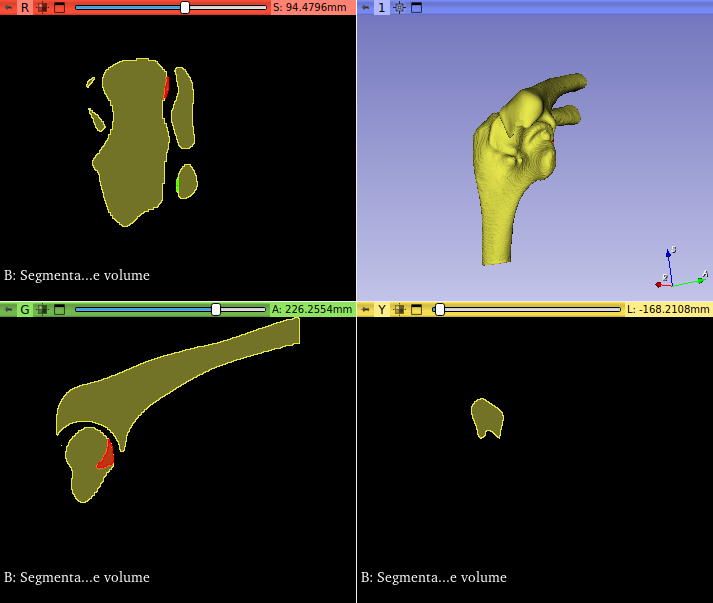 R S: 94.4796mm
1
B: Segmenta...e volume
S
R A
G A: 226.2554mm
Y L: -168.2108mm
B: Segmenta...e volume
B: Segmenta...e volume